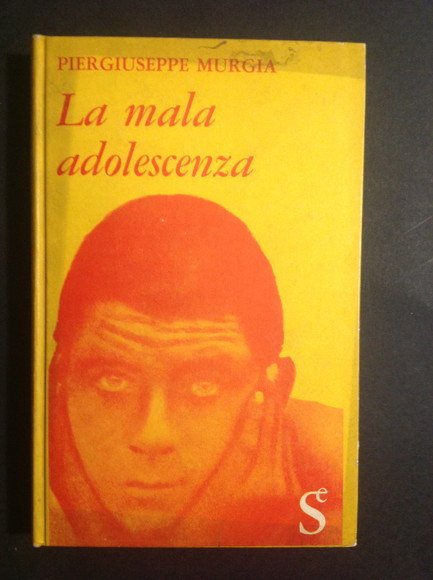 PIERGIUSEPPE MURGIA
La mala
adolescenza
Se